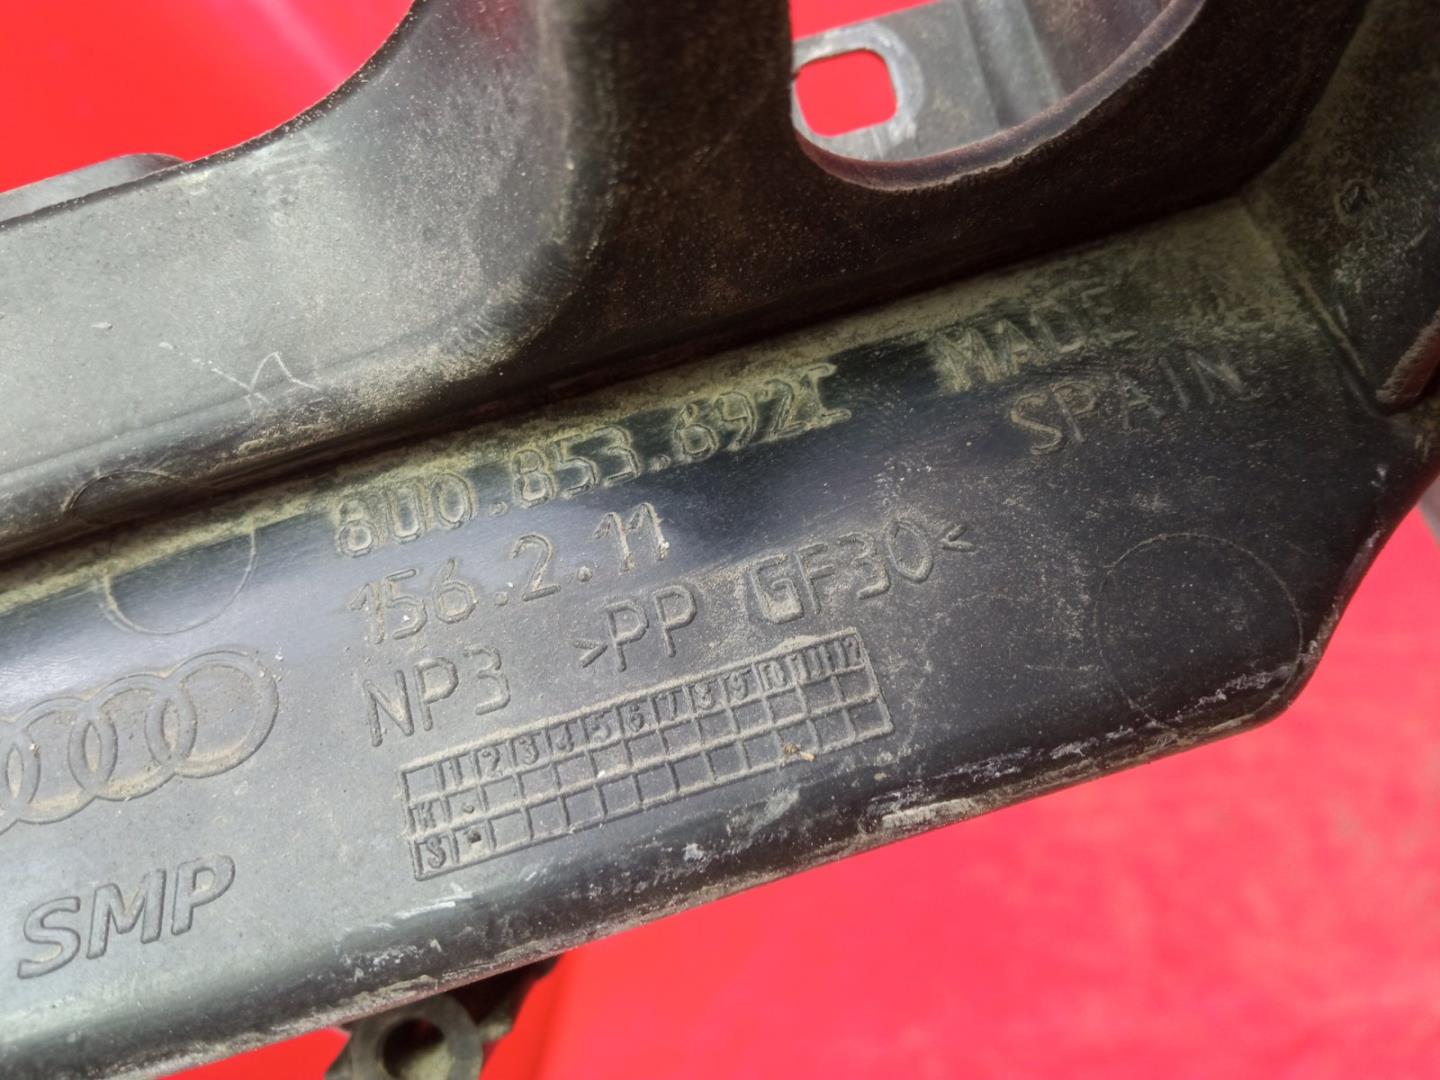 8U0.853.692I MADE
SPAIN
156.2.11
NP3 >PP GF30<
1 2 3 4 5 6 7 8 9 10 11 12
K
S
SMP